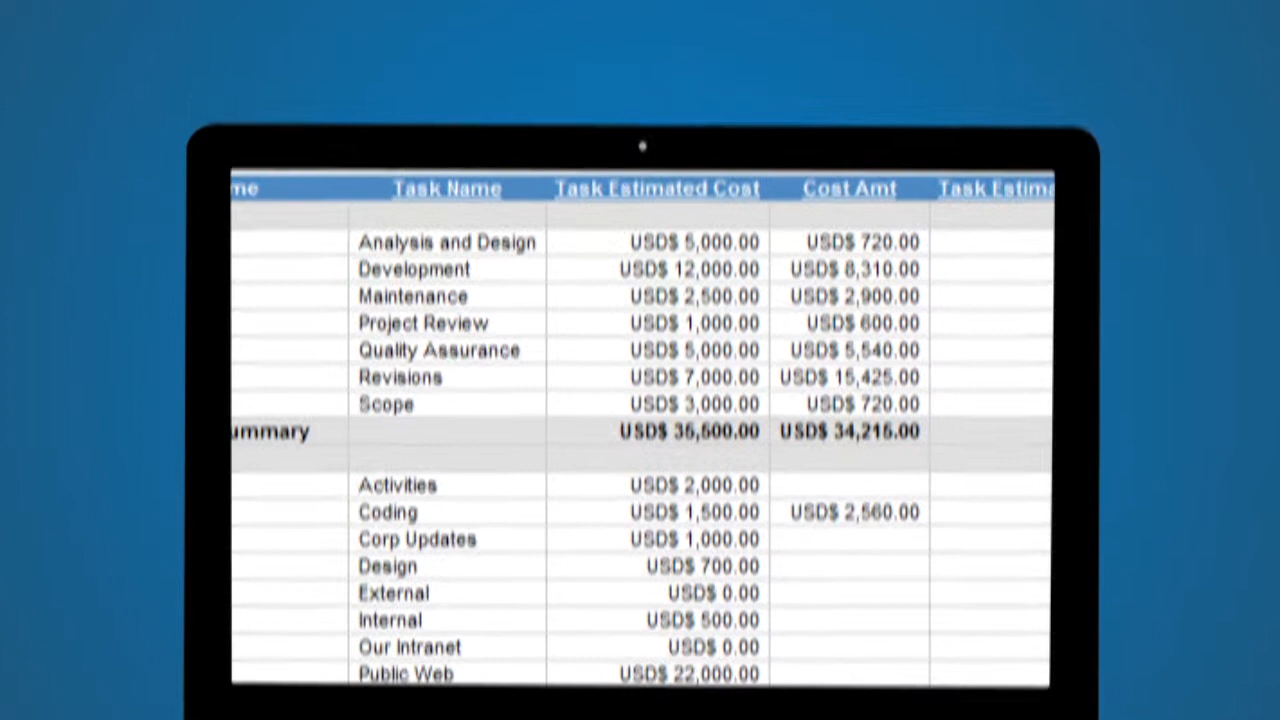 me Task Name Task Estimated Cost Cost Amt Task Estima
Analysis and Design USD$ 5,000.00 USD$ 720.00
Development USD$ 12,000.00 USD$ 8,310.00
Maintenance USD$ 2,500.00 USD$ 2,900.00
Project Review USD$ 1,000.00 USD$ 600.00
Quality Assurance USD$ 5,000.00 USD$ 5,540.00
Revisions USD$ 7,000.00 USD$ 15,425.00
Scope USD$ 3,000.00 USD$ 720.00
ummary USD$ 35,500.00 USD$ 34,215.00
Activities USD$ 2,000.00
Coding USD$ 1,500.00 USD$ 2,560.00
Corp Updates USD$ 1,000.00
Design USD$ 700.00
External USD$ 0.00
Internal USD$ 500.00
Our Intranet USD$ 0.00
Public Web USD$ 22,000.00